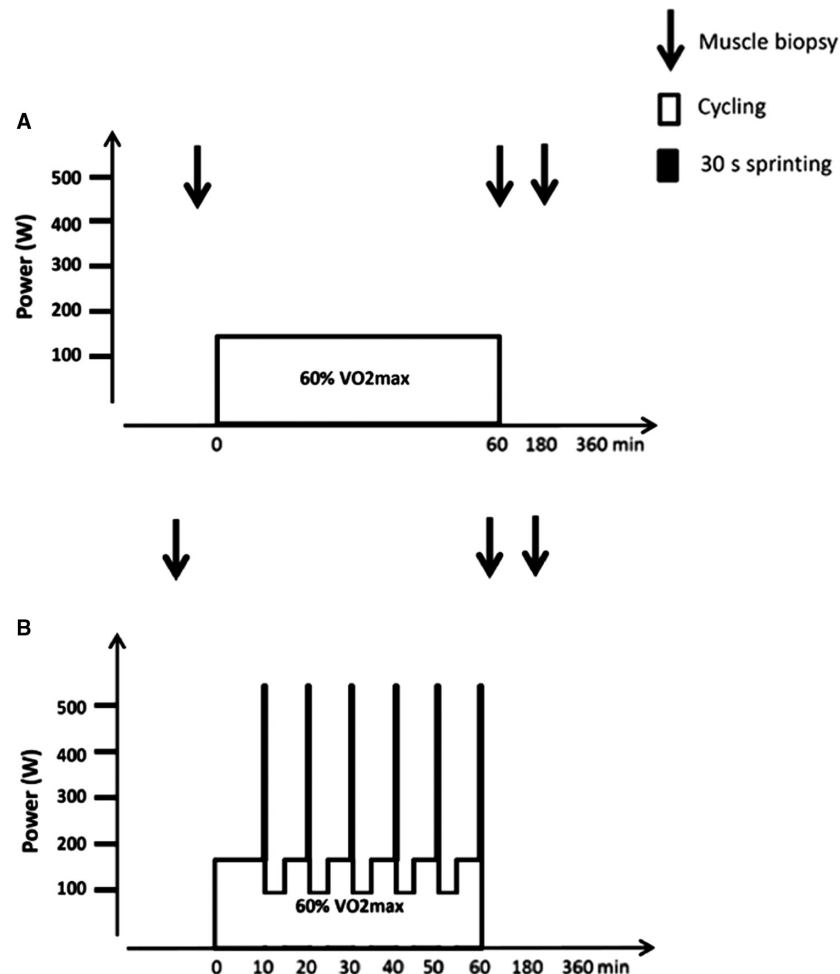 Muscle biopsy
Cycling
30 s sprinting
A
Power (W)
500
400
300
200
100
60% VO2max
0 60 180 360 min
B
Power (W)
500
400
300
200
100
60% VO2max
0 10 20 30 40 50 60 180 360 min